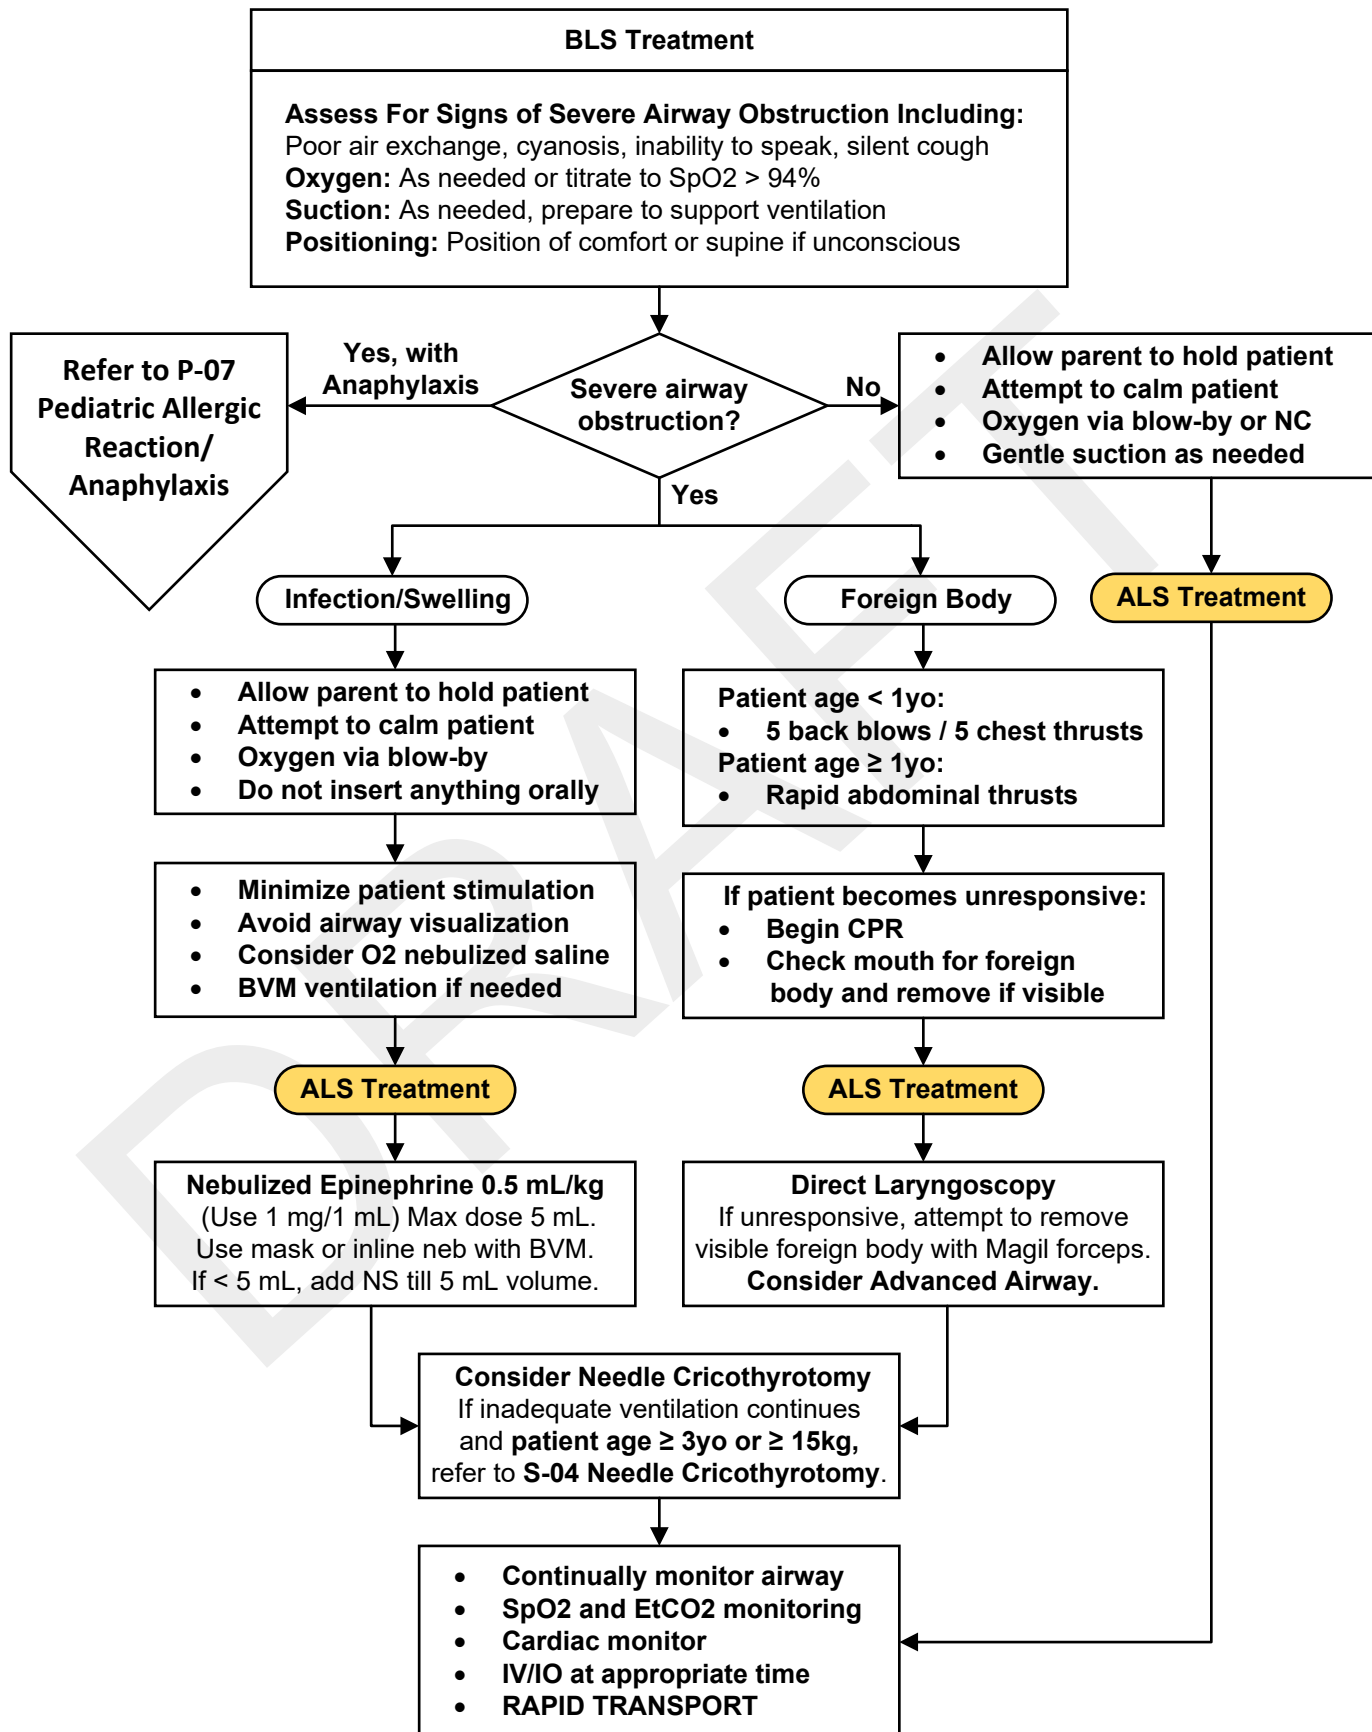 BLS Treatment
Assess For Signs of Severe Airway Obstruction Including:
Poor air exchange, cyanosis, inability to speak, silent cough
Oxygen: As needed or titrate to SpO2 > 94%
Suction: As needed, prepare to support ventilation
Positioning: Position of comfort or supine if unconscious
Refer to P-07
Pediatric Allergic
Reaction/
Anaphylaxis
Yes, with
Anaphylaxis
Severe airway
obstruction?
No
• Allow parent to hold patient
• Attempt to calm patient
• Oxygen via blow-by or NC
• Gentle suction as needed
Yes
Infection/Swelling
Foreign Body
ALS Treatment
• Allow parent to hold patient
• Attempt to calm patient
• Oxygen via blow-by
• Do not insert anything orally
Patient age < 1yo:
• 5 back blows / 5 chest thrusts
Patient age ≥ 1yo:
• Rapid abdominal thrusts
• Minimize patient stimulation
• Avoid airway visualization
• Consider O2 nebulized saline
• BVM ventilation if needed
If patient becomes unresponsive:
• Begin CPR
• Check mouth for foreign
body and remove if visible
ALS Treatment
ALS Treatment
Nebulized Epinephrine 0.5 mL/kg
(Use 1 mg/1 mL) Max dose 5 mL.
Use mask or inline neb with BVM.
If < 5 mL, add NS till 5 mL volume.
Direct Laryngoscopy
If unresponsive, attempt to remove
visible foreign body with Magil forceps.
Consider Advanced Airway.
Consider Needle Cricothyrotomy
If inadequate ventilation continues
and patient age ≥ 3yo or ≥ 15kg,
refer to S-04 Needle Cricothyrotomy.
• Continually monitor airway
• SpO2 and EtCO2 monitoring
• Cardiac monitor
• IV/IO at appropriate time
• RAPID TRANSPORT
DRAFT